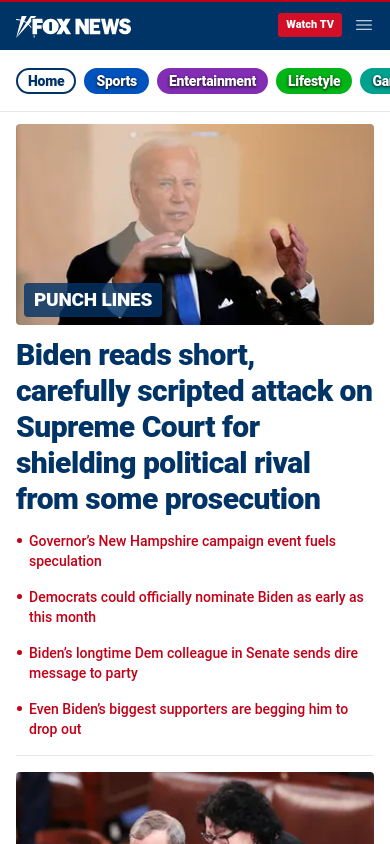 FOX NEWS
Watch TV
Home
Sports
Entertainment
Lifestyle
PUNCH LINES
Biden reads short,
carefully scripted attack on
Supreme Court for
shielding political rival
from some prosecution
• Governor’s New Hampshire campaign event fuels
speculation
• Democrats could officially nominate Biden as early as
this month
• Biden’s longtime Dem colleague in Senate sends dire
message to party
• Even Biden’s biggest supporters are begging him to
drop out